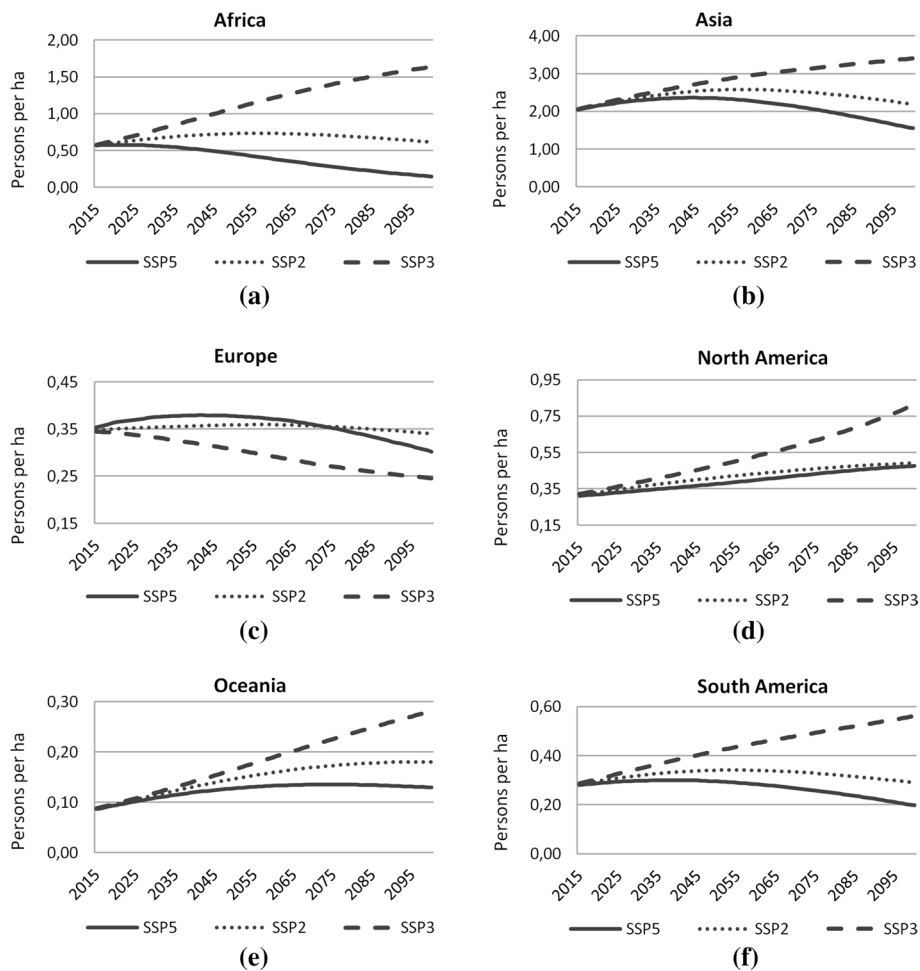 Africa
Persons per ha
2,00
1,50
1,00
0,50
0,00
2015 2025 2035 2045 2055 2065 2075 2085 2095
SSP5 SSP2 SSP3
(a)
Asia
Persons per ha
4,00
3,00
2,00
1,00
0,00
2015 2025 2035 2045 2055 2065 2075 2085 2095
SSP5 SSP2 SSP3
(b)
Europe
Persons per ha
0,45
0,35
0,25
0,15
2015 2025 2035 2045 2055 2065 2075 2085 2095
SSP5 SSP2 SSP3
(c)
North America
Persons per ha
0,95
0,75
0,55
0,35
0,15
2015 2025 2035 2045 2055 2065 2075 2085 2095
SSP5 SSP2 SSP3
(d)
Oceania
Persons per ha
0,30
0,20
0,10
0,00
2015 2025 2035 2045 2055 2065 2075 2085 2095
SSP5 SSP2 SSP3
(e)
South America
Persons per ha
0,60
0,40
0,20
0,00
2015 2025 2035 2045 2055 2065 2075 2085 2095
SSP5 SSP2 SSP3
(f)